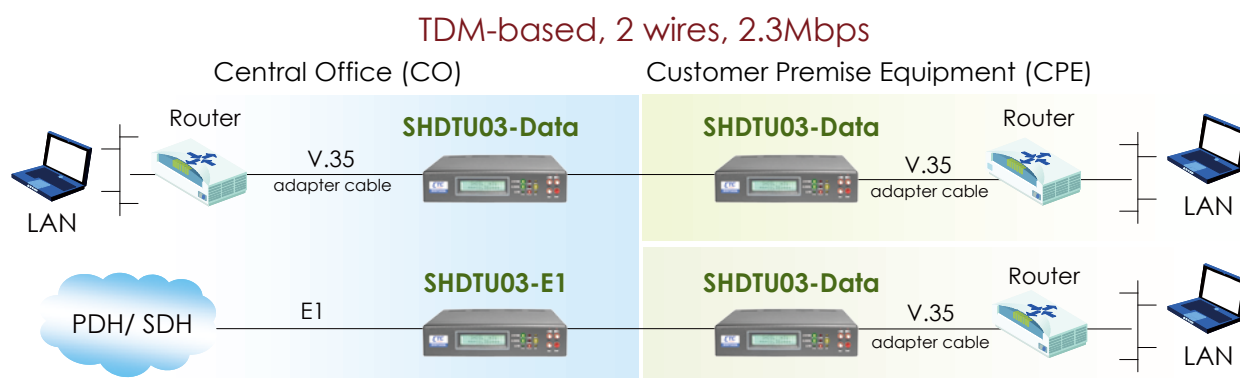 TDM-based, 2 wires, 2.3Mbps
Central Office (CO)
Customer Premise Equipment (CPE)
Router
SHDTU03-Data
SHDTU03-Data
Router
V.35
adapter cable
V.35
adapter cable
LAN
LAN
SHDTU03-E1
SHDTU03-Data
Router
PDH/ SDH
E1
V.35
adapter cable
LAN